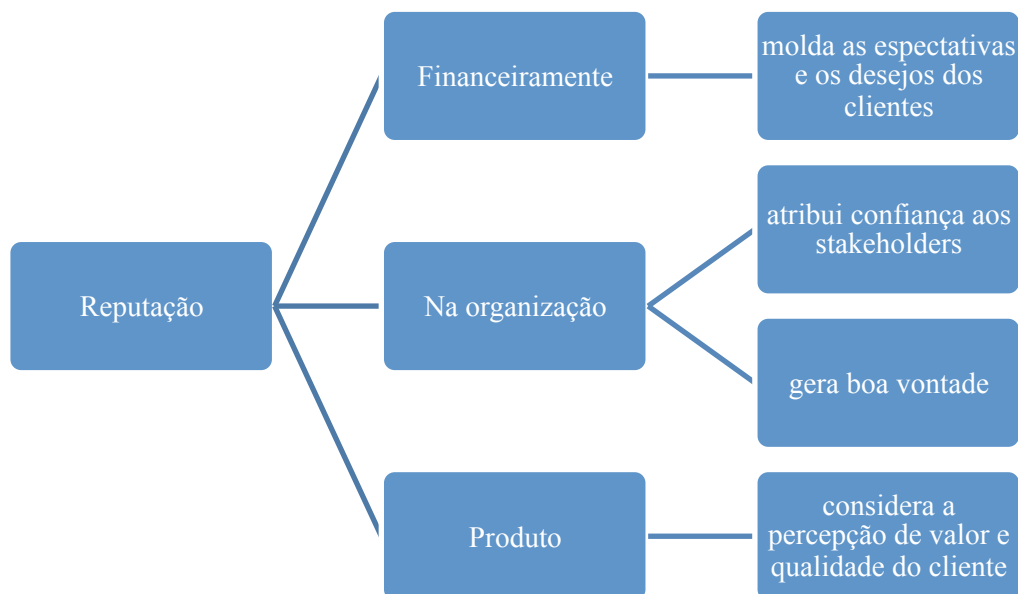 Financeiramente
molda as espectativas
e os desejos dos
clientes
Reputação
Na organização
atribui confiança aos
stakeholders
gera boa vontade
Produto
considera a
percepção de valor e
qualidade do cliente